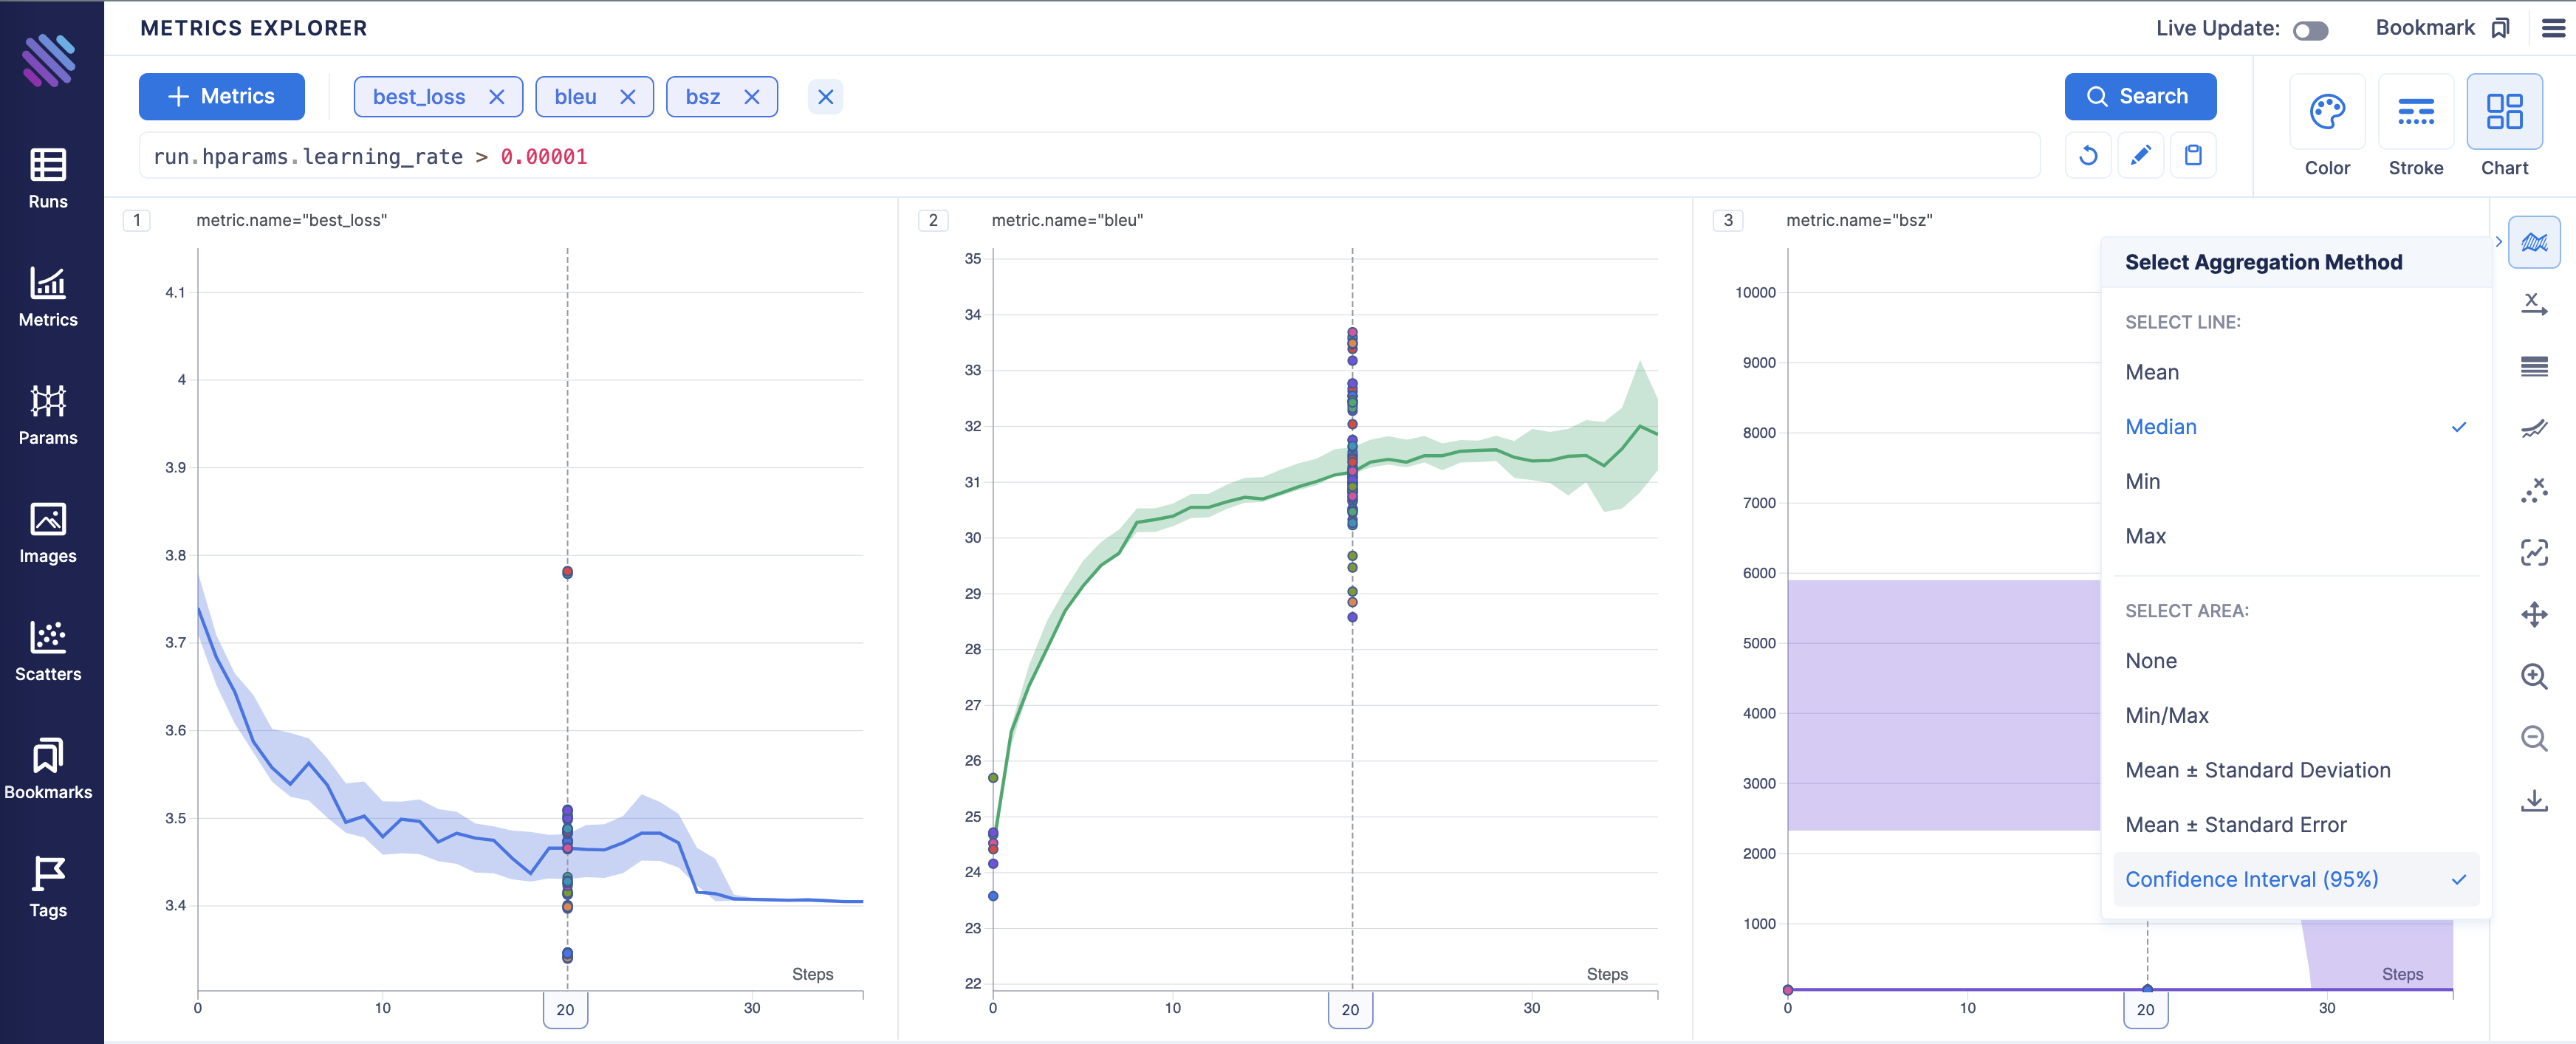 METRICS EXPLORER
Live Update:
Bookmark
Runs
Metrics
Params
Images
Scatters
Bookmarks
Tags
Metrics
best_loss
bleu
bsz
Search
run.hparams.learning_rate > 0.00001
Color
Stroke
Chart
1
metric.name="best_loss"
4.1
4
3.9
3.8
3.7
3.6
3.5
3.4
Steps
0
10
20
30
2
metric.name="bleu"
35
34
33
32
31
30
29
28
27
26
25
24
23
22
Steps
0
10
20
30
3
metric.name="bsz"
10000
9000
8000
7000
6000
5000
4000
3000
2000
1000
Steps
0
10
20
30
Select Aggregation Method
SELECT LINE:
Mean
Median
Min
Max
SELECT AREA:
None
Min/Max
Mean ± Standard Deviation
Mean ± Standard Error
Confidence Interval (95%)